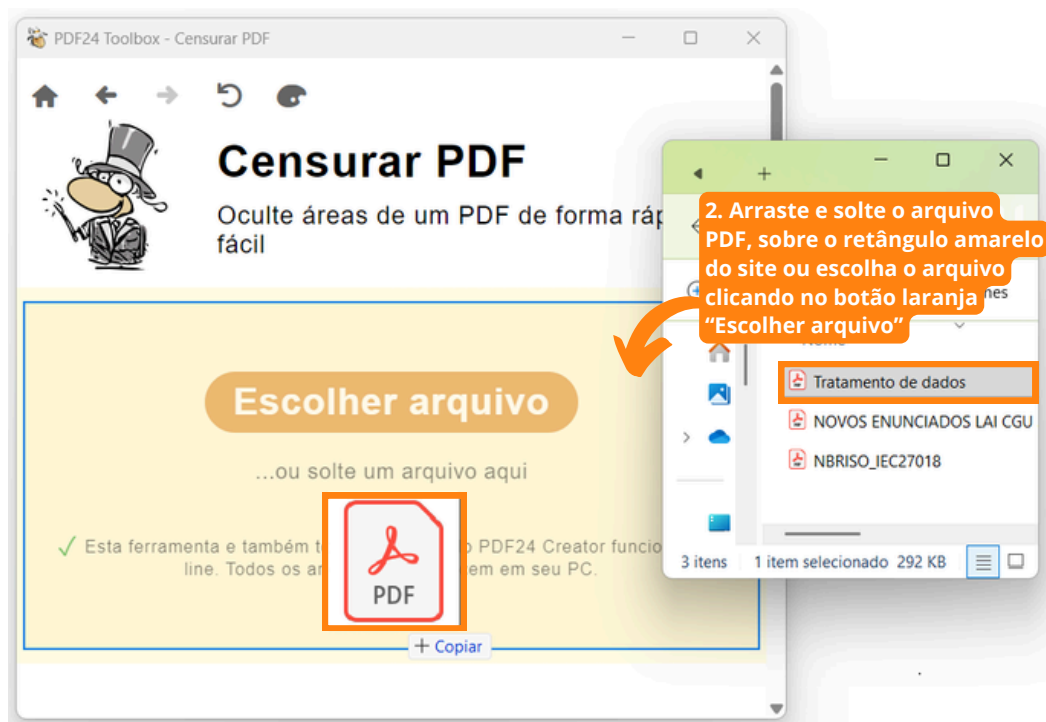 PDF24 Toolbox - Censurar PDF
Censurar PDF
Oculte áreas de um PDF de forma
fácil
Escolher arquivo
...ou solte um arquivo aqui
Esta ferramenta e também
PDF24 Creator
line. Todos os
em seu PC.
PDF
+ Copiar
2. Arraste e solte o arquivo
PDF, sobre o retângulo amarelo
do site ou escolha o arquivo
clicando no botão laranja
“Escolher arquivo”
Nome
Tratamento de dados
NOVOS ENUNCIADOS LAI CGU
NBRISO_IEC27018
3 itens
1 item selecionado 292 KB